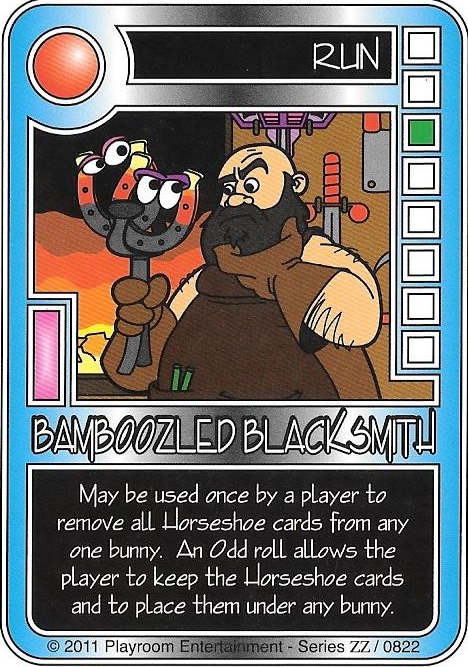 RUN
BAMBOOZLED BLACKSMITH
May be used once by a player to
remove all Horseshoe cards from any
one bunny. An Odd roll allows the
player to keep the Horseshoe cards
and to place them under any bunny.
© 2011 Playroom Entertainment - Series ZZ / 0822